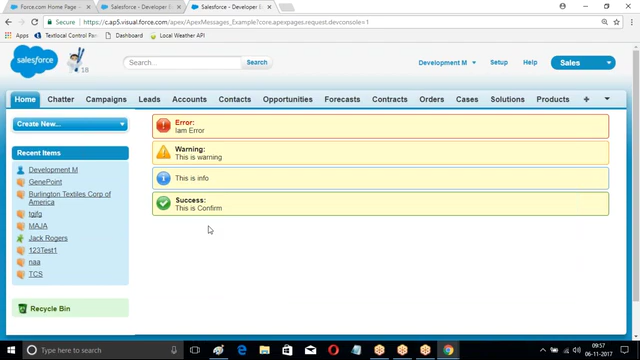 Force.com Home Page –
Salesforce - Developer E
Salesforce - Developer E
Secure
https://c.ap5.visual.force.com/apex/ApexMessages_Example?core.apexpages.request.devconsole=1
Apps
Textlocal Control Pan
Dashboard
Local Weather API
salesforce
18
Search...
Search
Development M
Setup
Help
Sales
Home
Chatter
Campaigns
Leads
Accounts
Contacts
Opportunities
Forecasts
Contracts
Orders
Cases
Solutions
Products
+
Create New...
Recent Items
Development M
GenePoint
Burlington Textiles Corp of
America
tgifg
MAJA
Jack Rogers
123Test1
naa
TCS
Recycle Bin
Error:
Iam Error
Warning:
This is warning
This is info
Success:
This is Confirm
Type here to search
09:57
06-11-2017